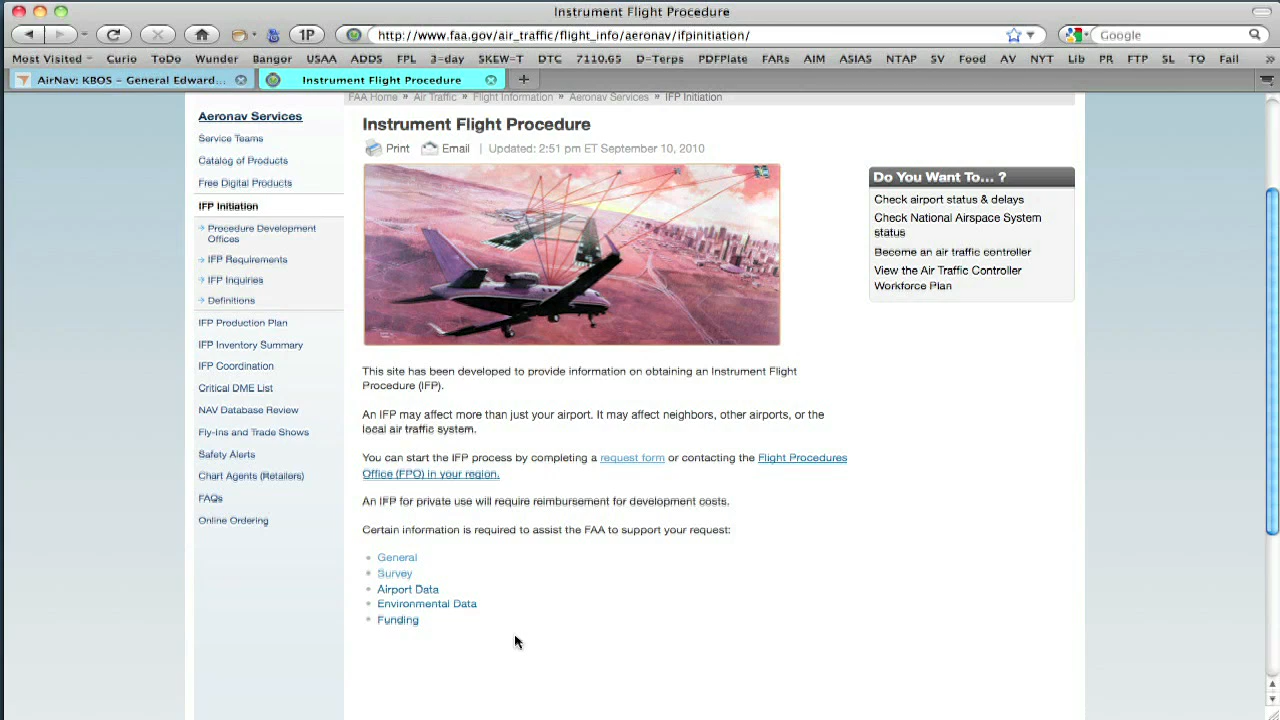 Instrument Flight Procedure
1P
http://www.faa.gov/air_traffic/flight_info/aeronav/ifpinitiation/
Google
Most Visited Curio ToDo Wunder Bangor USAA ADDS FPL 3-day SKEW-T DTC 7110.65 D-Terps PDFPlate FARs AIM ASIAS NTAP SV Food AV NYT Lib PR FTP SL TO Fail »
AirNav: KBOS - General Edward...
Instrument Flight Procedure
+
FAA Home » Air Traffic » Flight Information » Aeronav Services » IFP Initiation
Aeronav Services
Service Teams
Catalog of Products
Free Digital Products
IFP Initiation
Procedure Development
Offices
IFP Requirements
IFP Inquiries
Definitions
IFP Production Plan
IFP Inventory Summary
IFP Coordination
Critical DME List
NAV Database Review
Fly-Ins and Trade Shows
Safety Alerts
Chart Agents (Retailers)
FAQs
Online Ordering
Instrument Flight Procedure
Print Email | Updated: 2:51 pm ET September 10, 2010
This site has been developed to provide information on obtaining an Instrument Flight
Procedure (IFP).
An IFP may affect more than just your airport. It may affect neighbors, other airports, or the
local air traffic system.
You can start the IFP process by completing a request form or contacting the Flight Procedures
Office (FPO) in your region.
An IFP for private use will require reimbursement for development costs.
Certain information is required to assist the FAA to support your request:
General
Survey
Airport Data
Environmental Data
Funding
Do You Want To... ?
Check airport status & delays
Check National Airspace System
status
Become an air traffic controller
View the Air Traffic Controller
Workforce Plan